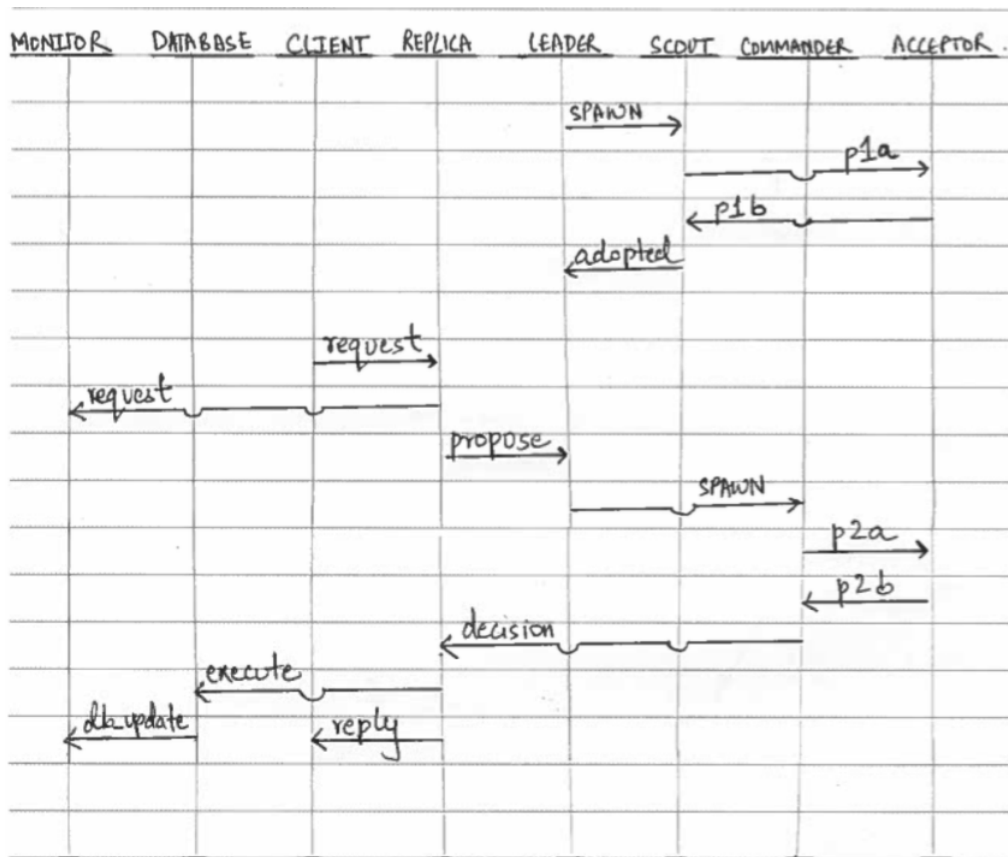 MONITOR DATABASE CLIENT REPLICA LEADER SCOUT COMMANDER ACCEPTOR.
SPAWN
p1a
p1b
adopted
request
request
propose
SPAWN
p2a
p2b
decision
execute
db_update reply